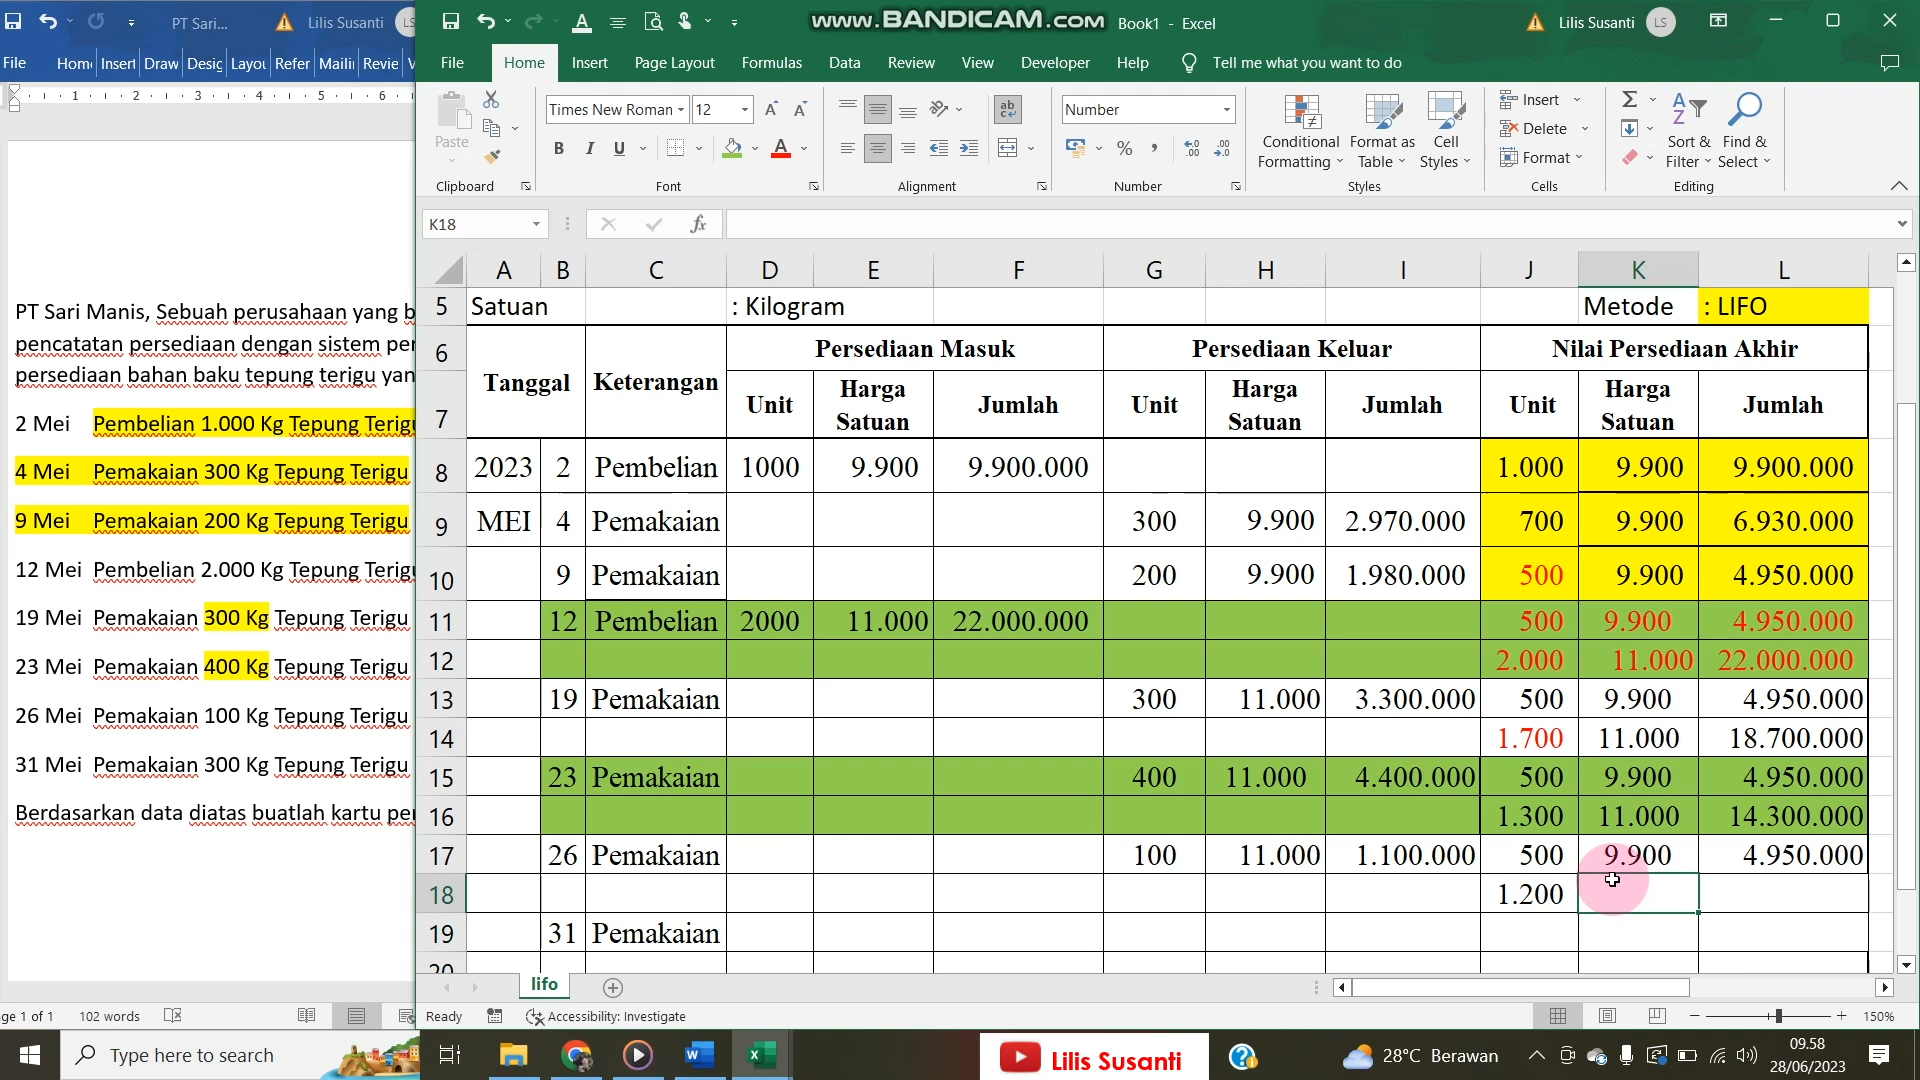 PT Sari...
Lilis Susanti
LS
www.BANDICAM.com
Book1 - Excel
Lilis Susanti
LS
File
Home
Insert
Draw
Desig
Layou
Refer
Mailin
Revie
File
Home
Insert
Page Layout
Formulas
Data
Review
View
Developer
Help
Tell me what you want to do
Paste
Times New Roman
12
ab
Number
Conditional Formatting
Format as Table
Cell Styles
Insert
Delete
Format
Sort & Filter
Find & Select
Clipboard
Font
Alignment
Number
Styles
Cells
Editing
K18
fx
A B C D E F G H I J K L
5 Satuan : Kilogram Metode : LIFO
6 Tanggal Keterangan Persediaan Masuk Persediaan Keluar Nilai Persediaan Akhir
7 Unit Harga Satuan Jumlah Unit Harga Satuan Jumlah Unit Harga Satuan Jumlah
8 2023 2 Pembelian 1000 9.900 9.900.000 1.000 9.900 9.900.000
9 MEI 4 Pemakaian 300 9.900 2.970.000 700 9.900 6.930.000
10 9 Pemakaian 200 9.900 1.980.000 500 9.900 4.950.000
11 12 Pembelian 2000 11.000 22.000.000 500 9.900 4.950.000
12 2.000 11.000 22.000.000
13 19 Pemakaian 300 11.000 3.300.000 500 9.900 4.950.000
14 1.700 11.000 18.700.000
15 23 Pemakaian 400 11.000 4.400.000 500 9.900 4.950.000
16 1.300 11.000 14.300.000
17 26 Pemakaian 100 11.000 1.100.000 500 9.900 4.950.000
18 1.200
19 31 Pemakaian
20
PT Sari Manis, Sebuah perusahaan yang b
pencatatan persediaan dengan sistem per
persediaan bahan baku tepung terigu yan
2 Mei Pembelian 1.000 Kg Tepung Terigu
4 Mei Pemakaian 300 Kg Tepung Terigu
9 Mei Pemakaian 200 Kg Tepung Terigu
12 Mei Pembelian 2.000 Kg Tepung Terigu
19 Mei Pemakaian 300 Kg Tepung Terigu
23 Mei Pemakaian 400 Kg Tepung Terigu
26 Mei Pemakaian 100 Kg Tepung Terigu
31 Mei Pemakaian 300 Kg Tepung Terigu
Berdasarkan data diatas buatlah kartu per
lifo
ge 1 of 1
102 words
Ready
Accessibility: Investigate
150%
Type here to search
Lilis Susanti
28°C Berawan
09.58
28/06/2023